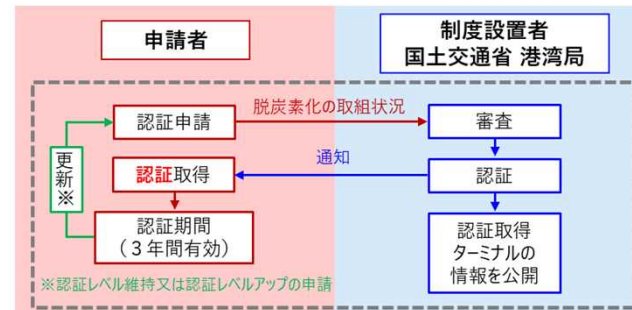 申請者
制度設置者
国土交通省 港湾局
認証申請
脱炭素化の取組状況
審査
更新※
認証取得
通知
認証
認証期間
(3年間有効)
認証取得
ターミナルの
情報を公開
※認証レベル維持又は認証レベルアップの申請